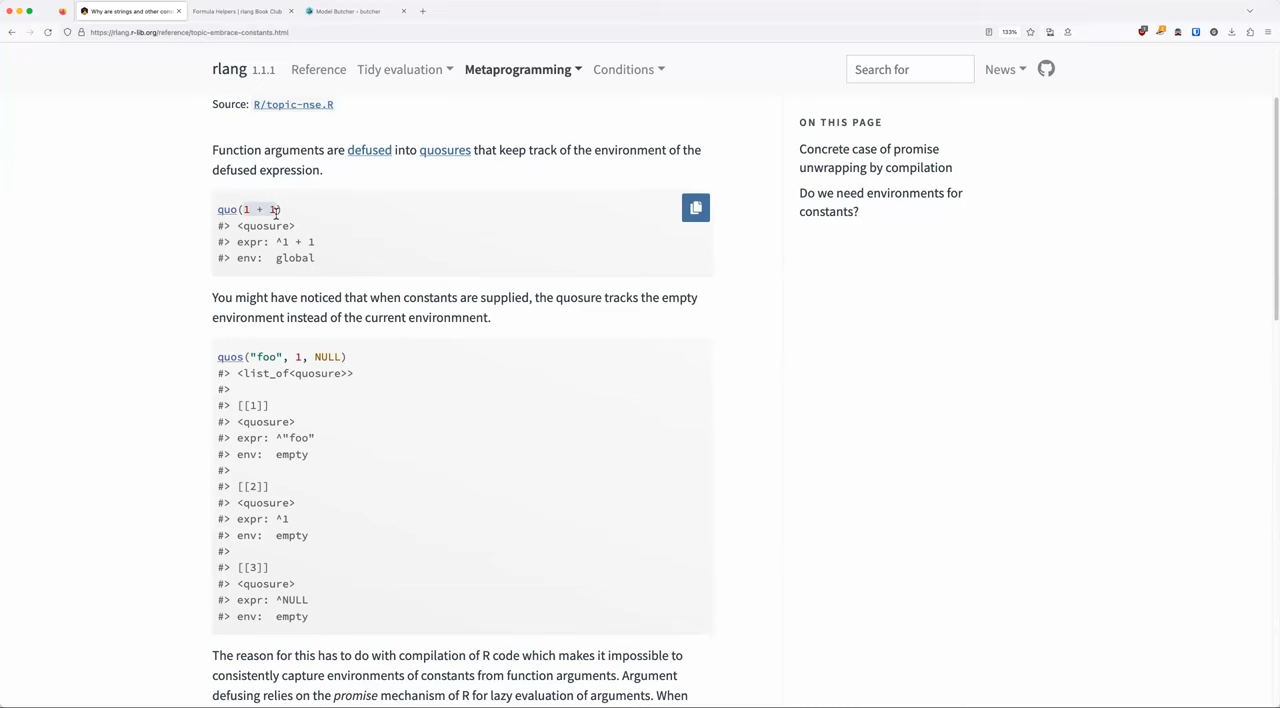 Why are strings and other cons
Formula Helpers | rlang Book Club
Model Butcher • butcher
https://rlang.r-lib.org/reference/topic-embrace-constants.html
133%
rlang 1.1.1 Reference Tidy evaluation Metaprogramming Conditions Search for News
Source: R/topic-nse.R
Function arguments are defused into quosures that keep track of the environment of the
defused expression.
quo(1 + 1)
#> <quosure>
#> expr: ^1 + 1
#> env:  global
You might have noticed that when constants are supplied, the quosure tracks the empty
environment instead of the current environmnent.
quos("foo", 1, NULL)
#> <list_of<quosure>>
#>
#> [[1]]
#> <quosure>
#> expr: ^"foo"
#> env:  empty
#>
#> [[2]]
#> <quosure>
#> expr: ^1
#> env:  empty
#>
#> [[3]]
#> <quosure>
#> expr: ^NULL
#> env:  empty
The reason for this has to do with compilation of R code which makes it impossible to
consistently capture environments of constants from function arguments. Argument
defusing relies on the promise mechanism of R for lazy evaluation of arguments. When
ON THIS PAGE
Concrete case of promise
unwrapping by compilation
Do we need environments for
constants?